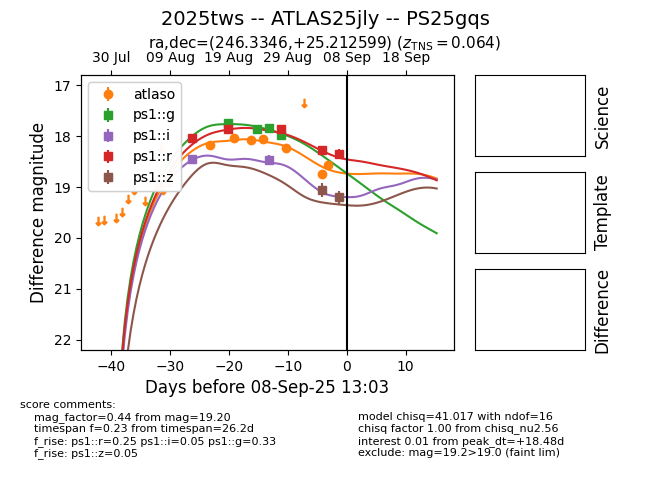 2025tws -- ATLAS25jly -- PS25gqs
ra,dec=(246.3346,+25.212599) (zTNS = 0.064)
30 Jul 09 Aug 19 Aug 29 Aug 08 Sep 18 Sep
atlaso
ps1::g
ps1::i
ps1::r
ps1::z
17
18
19
20
21
22
Difference magnitude
−40 −30 −20 −10 0 10
Days before 08-Sep-25 13:03
Science
Template
Difference
score comments:
mag_factor=0.44 from mag=19.20
timespan f=0.23 from timespan=26.2d
f_rise: ps1::r=0.25 ps1::i=0.05 ps1::g=0.33
f_rise: ps1::z=0.05
model chisq=41.017 with ndof=16
chisq factor 1.00 from chisq_nu2.56
interest 0.01 from peak_dt=+18.48d
exclude: mag=19.2>19.0 (faint lim)